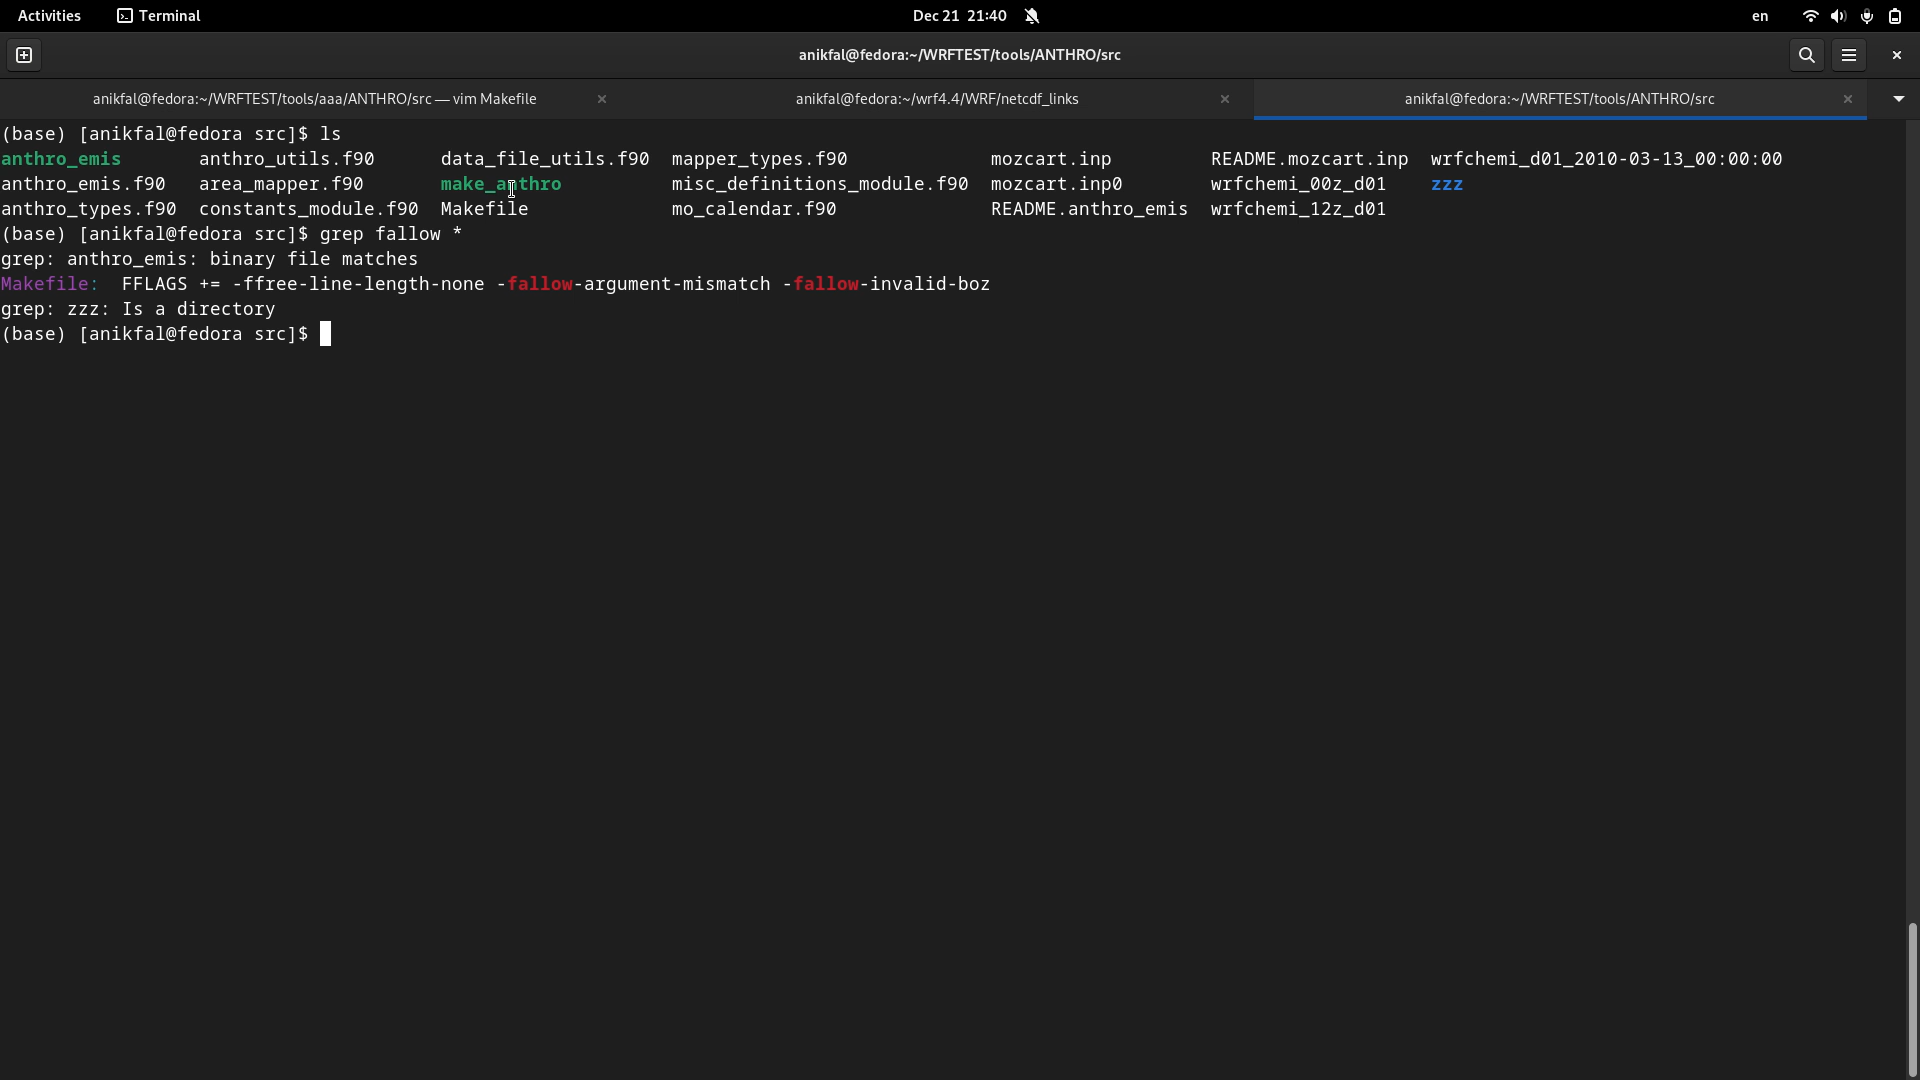 Activities Terminal Dec 21 21:40 en
anikfal@fedora:~/WRFTEST/tools/ANTHRO/src
anikfal@fedora:~/WRFTEST/tools/aaa/ANTHRO/src — vim Makefile anikfal@fedora:~/wrf4.4/WRF/netcdf_links anikfal@fedora:~/WRFTEST/tools/ANTHRO/src
(base) [anikfal@fedora src]$ ls
anthro_emis anthro_utils.f90 data_file_utils.f90 mapper_types.f90 mozcart.inp README.mozcart.inp wrfchemi_d01_2010-03-13_00:00:00
anthro_emis.f90 area_mapper.f90 make_anthro misc_definitions_module.f90 mozcart.inp0 wrfchemi_00z_d01 zzz
anthro_types.f90 constants_module.f90 Makefile mo_calendar.f90 README.anthro_emis wrfchemi_12z_d01
(base) [anikfal@fedora src]$ grep fallow *
grep: anthro_emis: binary file matches
Makefile:  FFLAGS += -ffree-line-length-none -fallow-argument-mismatch -fallow-invalid-boz
grep: zzz: Is a directory
(base) [anikfal@fedora src]$